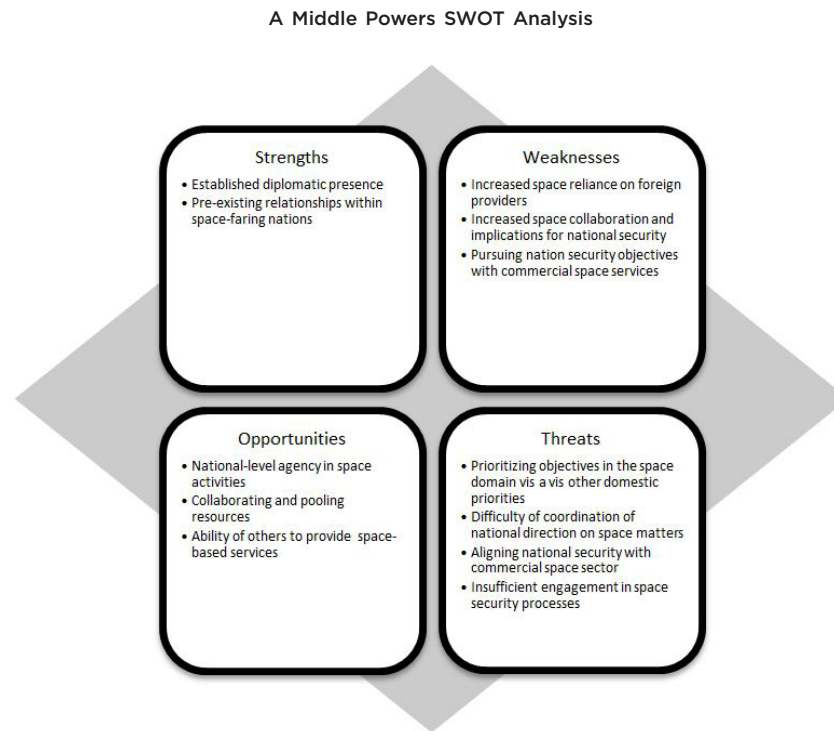 A Middle Powers SWOT Analysis
Strengths
• Established diplomatic presence
• Pre-existing relationships within
space-faring nations
Weaknesses
• Increased space reliance on foreign
providers
• Increased space collaboration and
implications for national security
• Pursuing nation security objectives
with commercial space services
Opportunities
• National-level agency in space
activities
• Collaborating and pooling
resources
• Ability of others to provide space-
based services
Threats
• Prioritizing objectives in the space
domain vis a vis other domestic
priorities
• Difficulty of coordination of
national direction on space matters
• Aligning national security with
commercial space sector
• Insufficient engagement in space
security processes